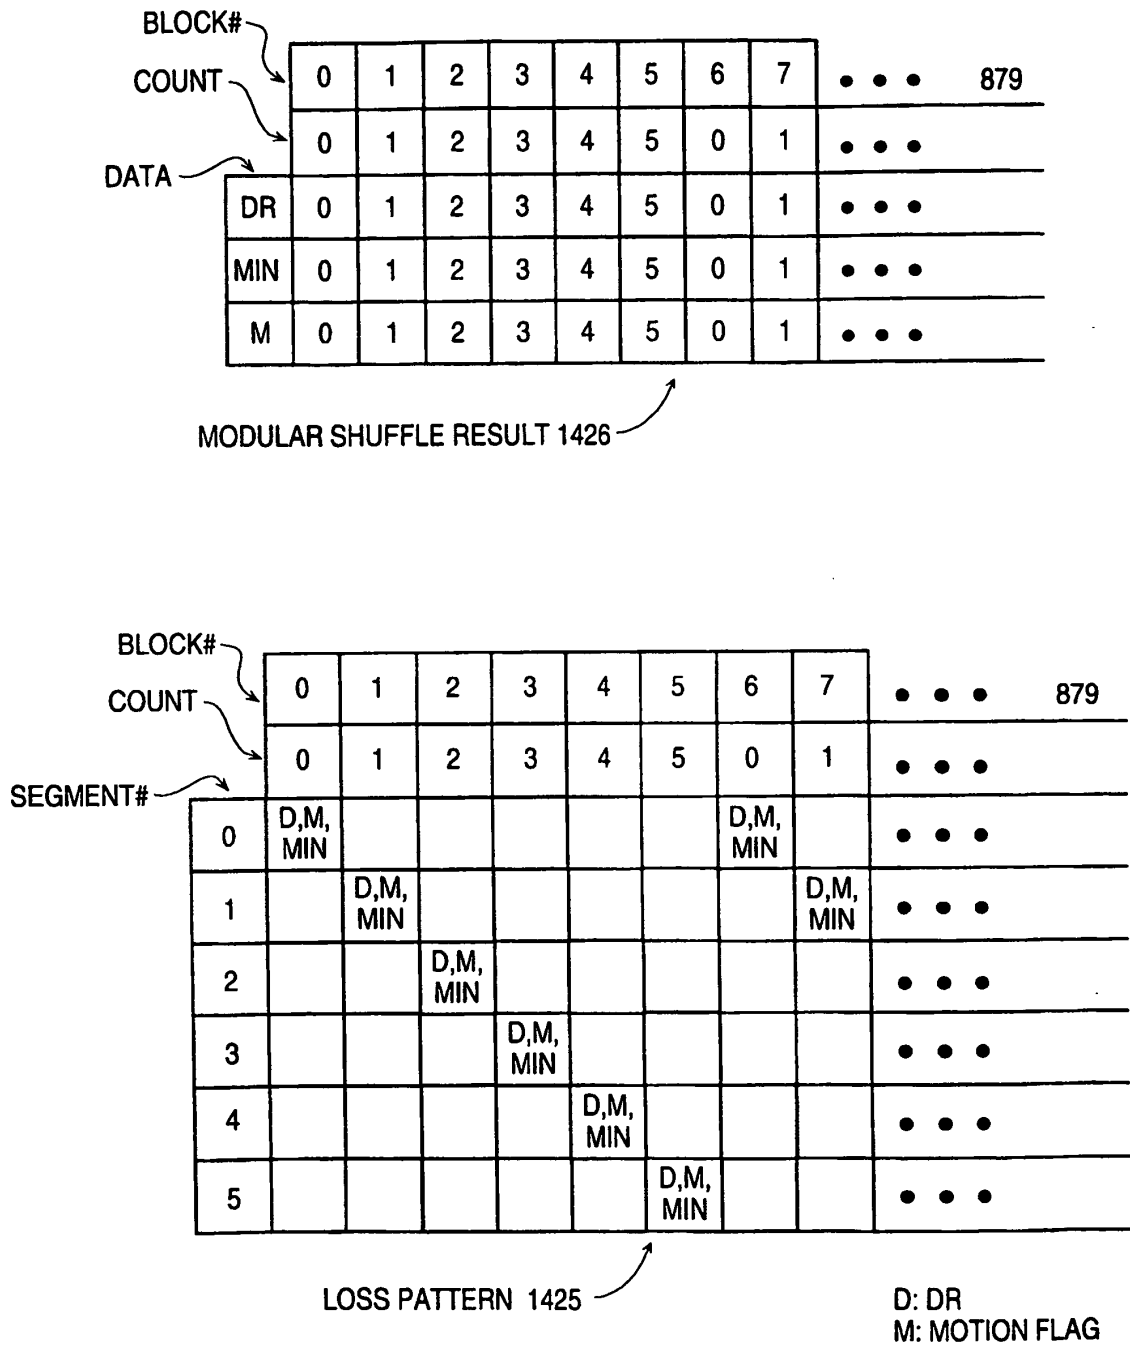 BLOCK# 0 1 2 3 4 5 6 7 ● ● ● 879
COUNT 0 1 2 3 4 5 0 1 ● ● ●
DATA
DR 0 1 2 3 4 5 0 1 ● ● ●
MIN 0 1 2 3 4 5 0 1 ● ● ●
M 0 1 2 3 4 5 0 1 ● ● ●
MODULAR SHUFFLE RESULT 1426
BLOCK# 0 1 2 3 4 5 6 7 ● ● ● 879
COUNT 0 1 2 3 4 5 0 1 ● ● ●
SEGMENT#
0 D,M, MIN D,M, MIN ● ● ●
1 D,M, MIN D,M, MIN ● ● ●
2 D,M, MIN ● ● ●
3 D,M, MIN ● ● ●
4 D,M, MIN ● ● ●
5 D,M, MIN ● ● ●
LOSS PATTERN 1425
D: DR
M: MOTION FLAG